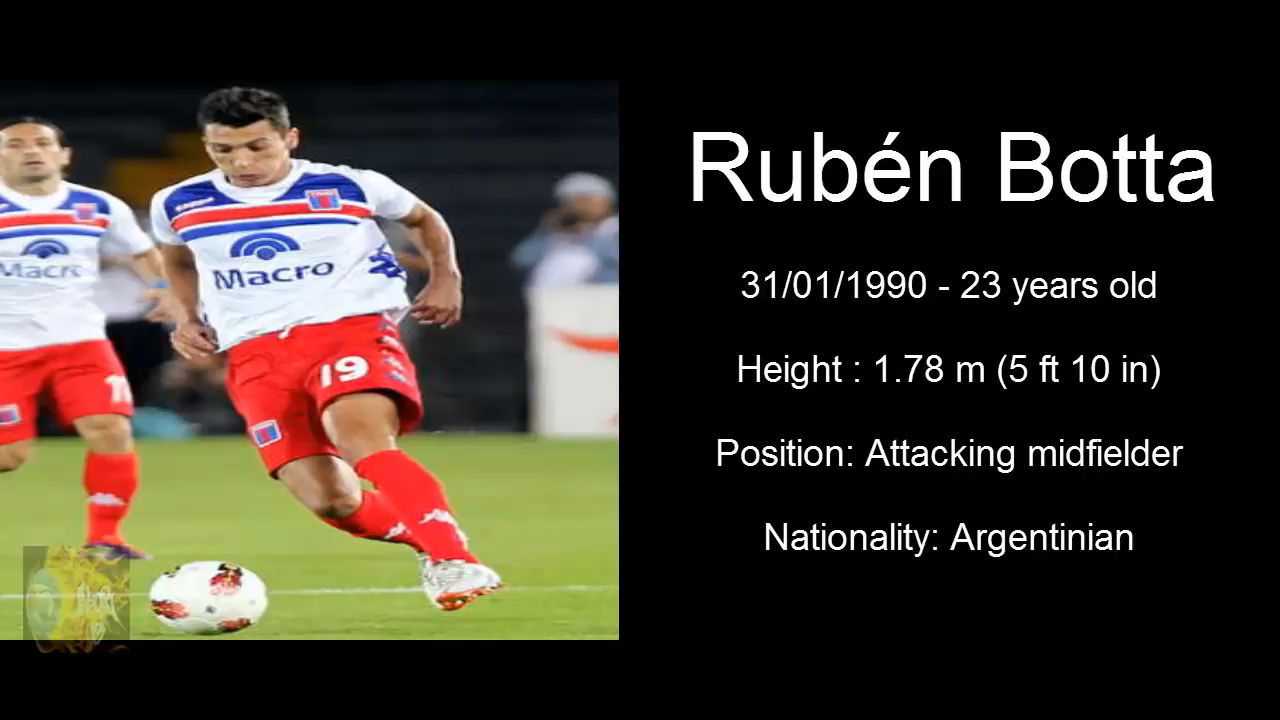 Rubén Botta
31/01/1990 - 23 years old
Height : 1.78 m (5 ft 10 in)
Position: Attacking midfielder
Nationality: Argentinian
Macro
Macro
19